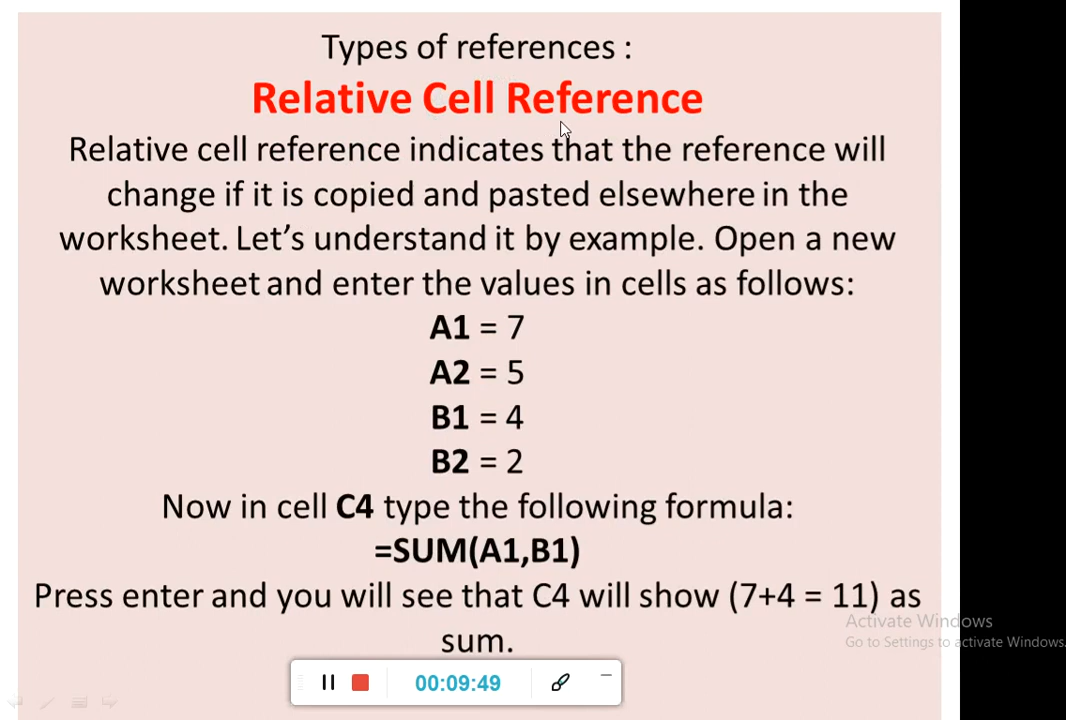 Types of references :
Relative Cell Reference
Relative cell reference indicates that the reference will
change if it is copied and pasted elsewhere in the
worksheet. Let's understand it by example. Open a new
worksheet and enter the values in cells as follows:
A1 = 7
A2 = 5
B1 = 4
B2 = 2
Now in cell C4 type the following formula:
=SUM(A1,B1)
Press enter and you will see that C4 will show (7+4 = 11) as
sum.
Activate Windows
Go to Settings to activate Windows.
00:09:49